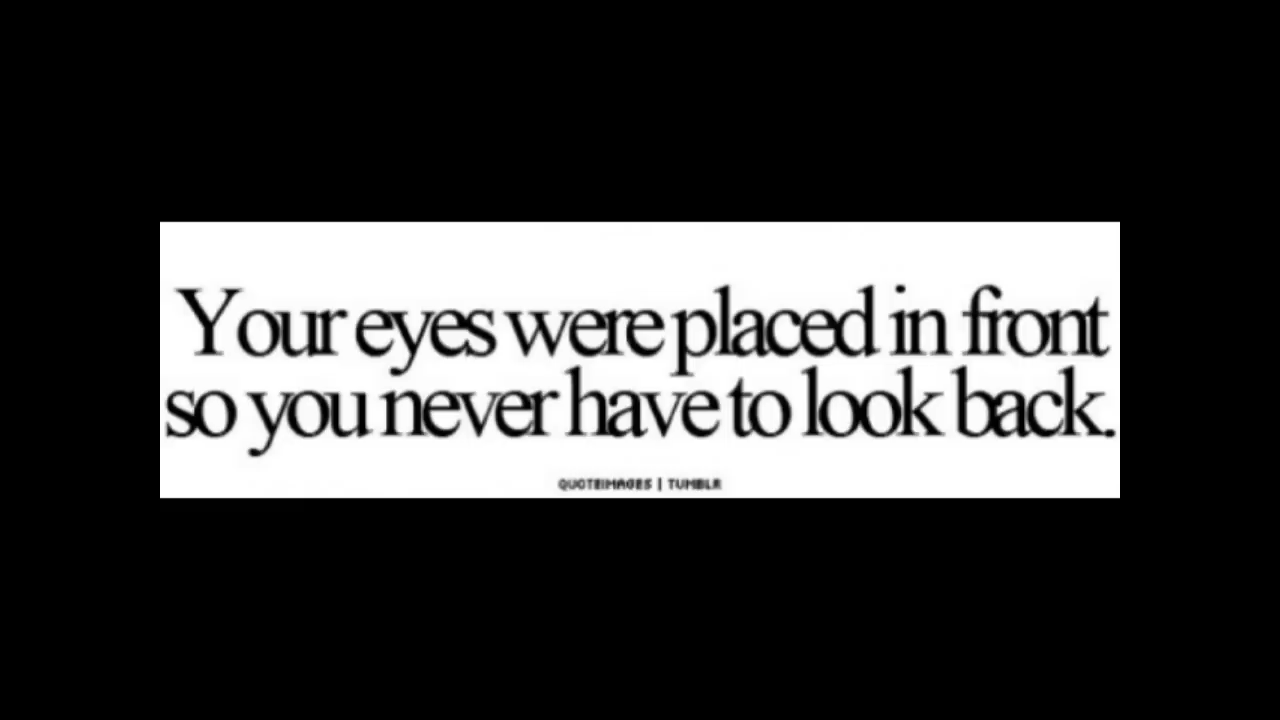 Your eyes were placed in front
so you never have to look back.
QUOTEIMAGES | TUMBLR